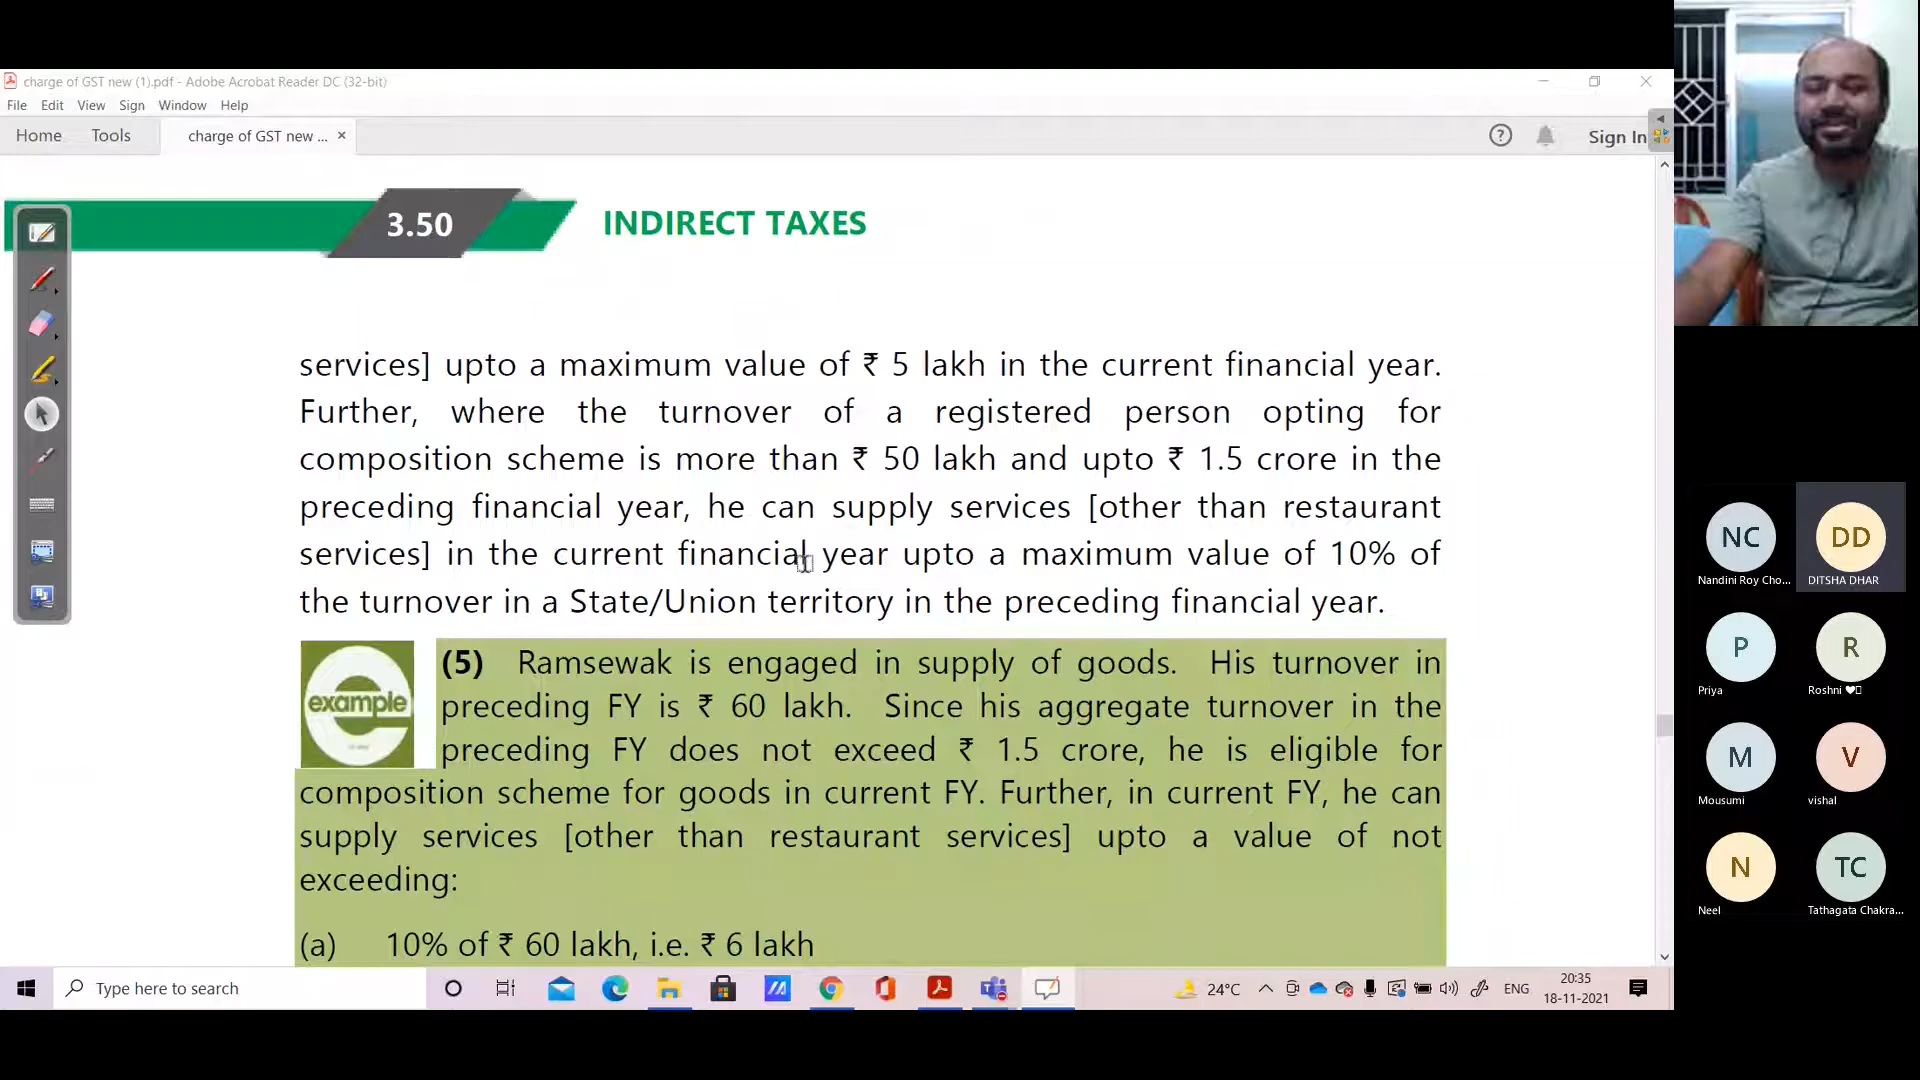 charge of GST new (1).pdf - Adobe Acrobat Reader DC (32-bit)
File Edit View Sign Window Help
Home Tools charge of GST new ... × Sign In
3.50 INDIRECT TAXES
services] upto a maximum value of ₹ 5 lakh in the current financial year.
Further, where the turnover of a registered person opting for
composition scheme is more than ₹ 50 lakh and upto ₹ 1.5 crore in the
preceding financial year, he can supply services [other than restaurant
services] in the current financial year upto a maximum value of 10% of
the turnover in a State/Union territory in the preceding financial year.
example
(5) Ramsewak is engaged in supply of goods. His turnover in
preceding FY is ₹ 60 lakh. Since his aggregate turnover in the
preceding FY does not exceed ₹ 1.5 crore, he is eligible for
composition scheme for goods in current FY. Further, in current FY, he can
supply services [other than restaurant services] upto a value of not
exceeding:
(a) 10% of ₹ 60 lakh, i.e. ₹ 6 lakh
Type here to search
24°C
ENG
20:35
18-11-2021
NC DD
Nandini Roy Cho... DITSHA DHAR
P R
Priya Roshni ❤
M V
Mousumi vishal
N TC
Neel Tathagata Chakra...